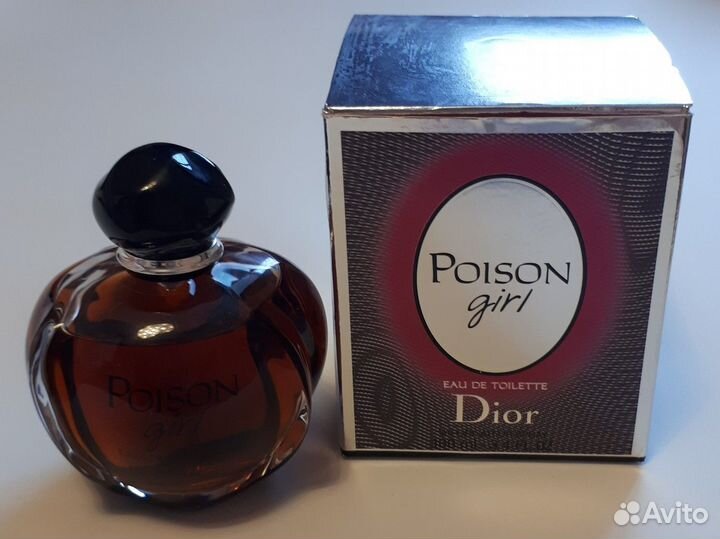 POISON
girl
POISON
girl
EAU DE TOILETTE
Dior
Avito